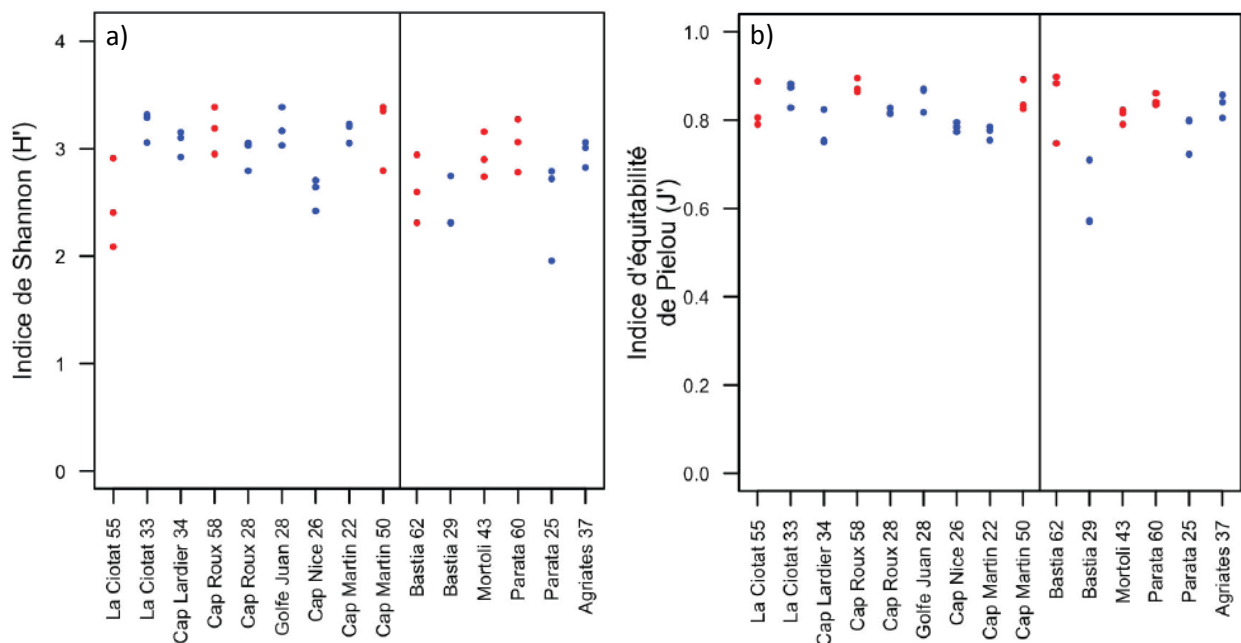 a)
Indice de Shannon (H')
4
3
2
1
0
La Ciotat 55
La Ciotat 33
Cap Lardier 34
Cap Roux 58
Cap Roux 28
Golfe Juan 28
Cap Nice 26
Cap Martin 22
Cap Martin 50
Bastia 62
Bastia 29
Mortoli 43
Parata 60
Parata 25
Agriates 37
b)
Indice d'équitabilité
de Pielou (J')
1.0
0.8
0.6
0.4
0.2
0.0
La Ciotat 55
La Ciotat 33
Cap Lardier 34
Cap Roux 58
Cap Roux 28
Golfe Juan 28
Cap Nice 26
Cap Martin 22
Cap Martin 50
Bastia 62
Bastia 29
Mortoli 43
Parata 60
Parata 25
Agriates 37